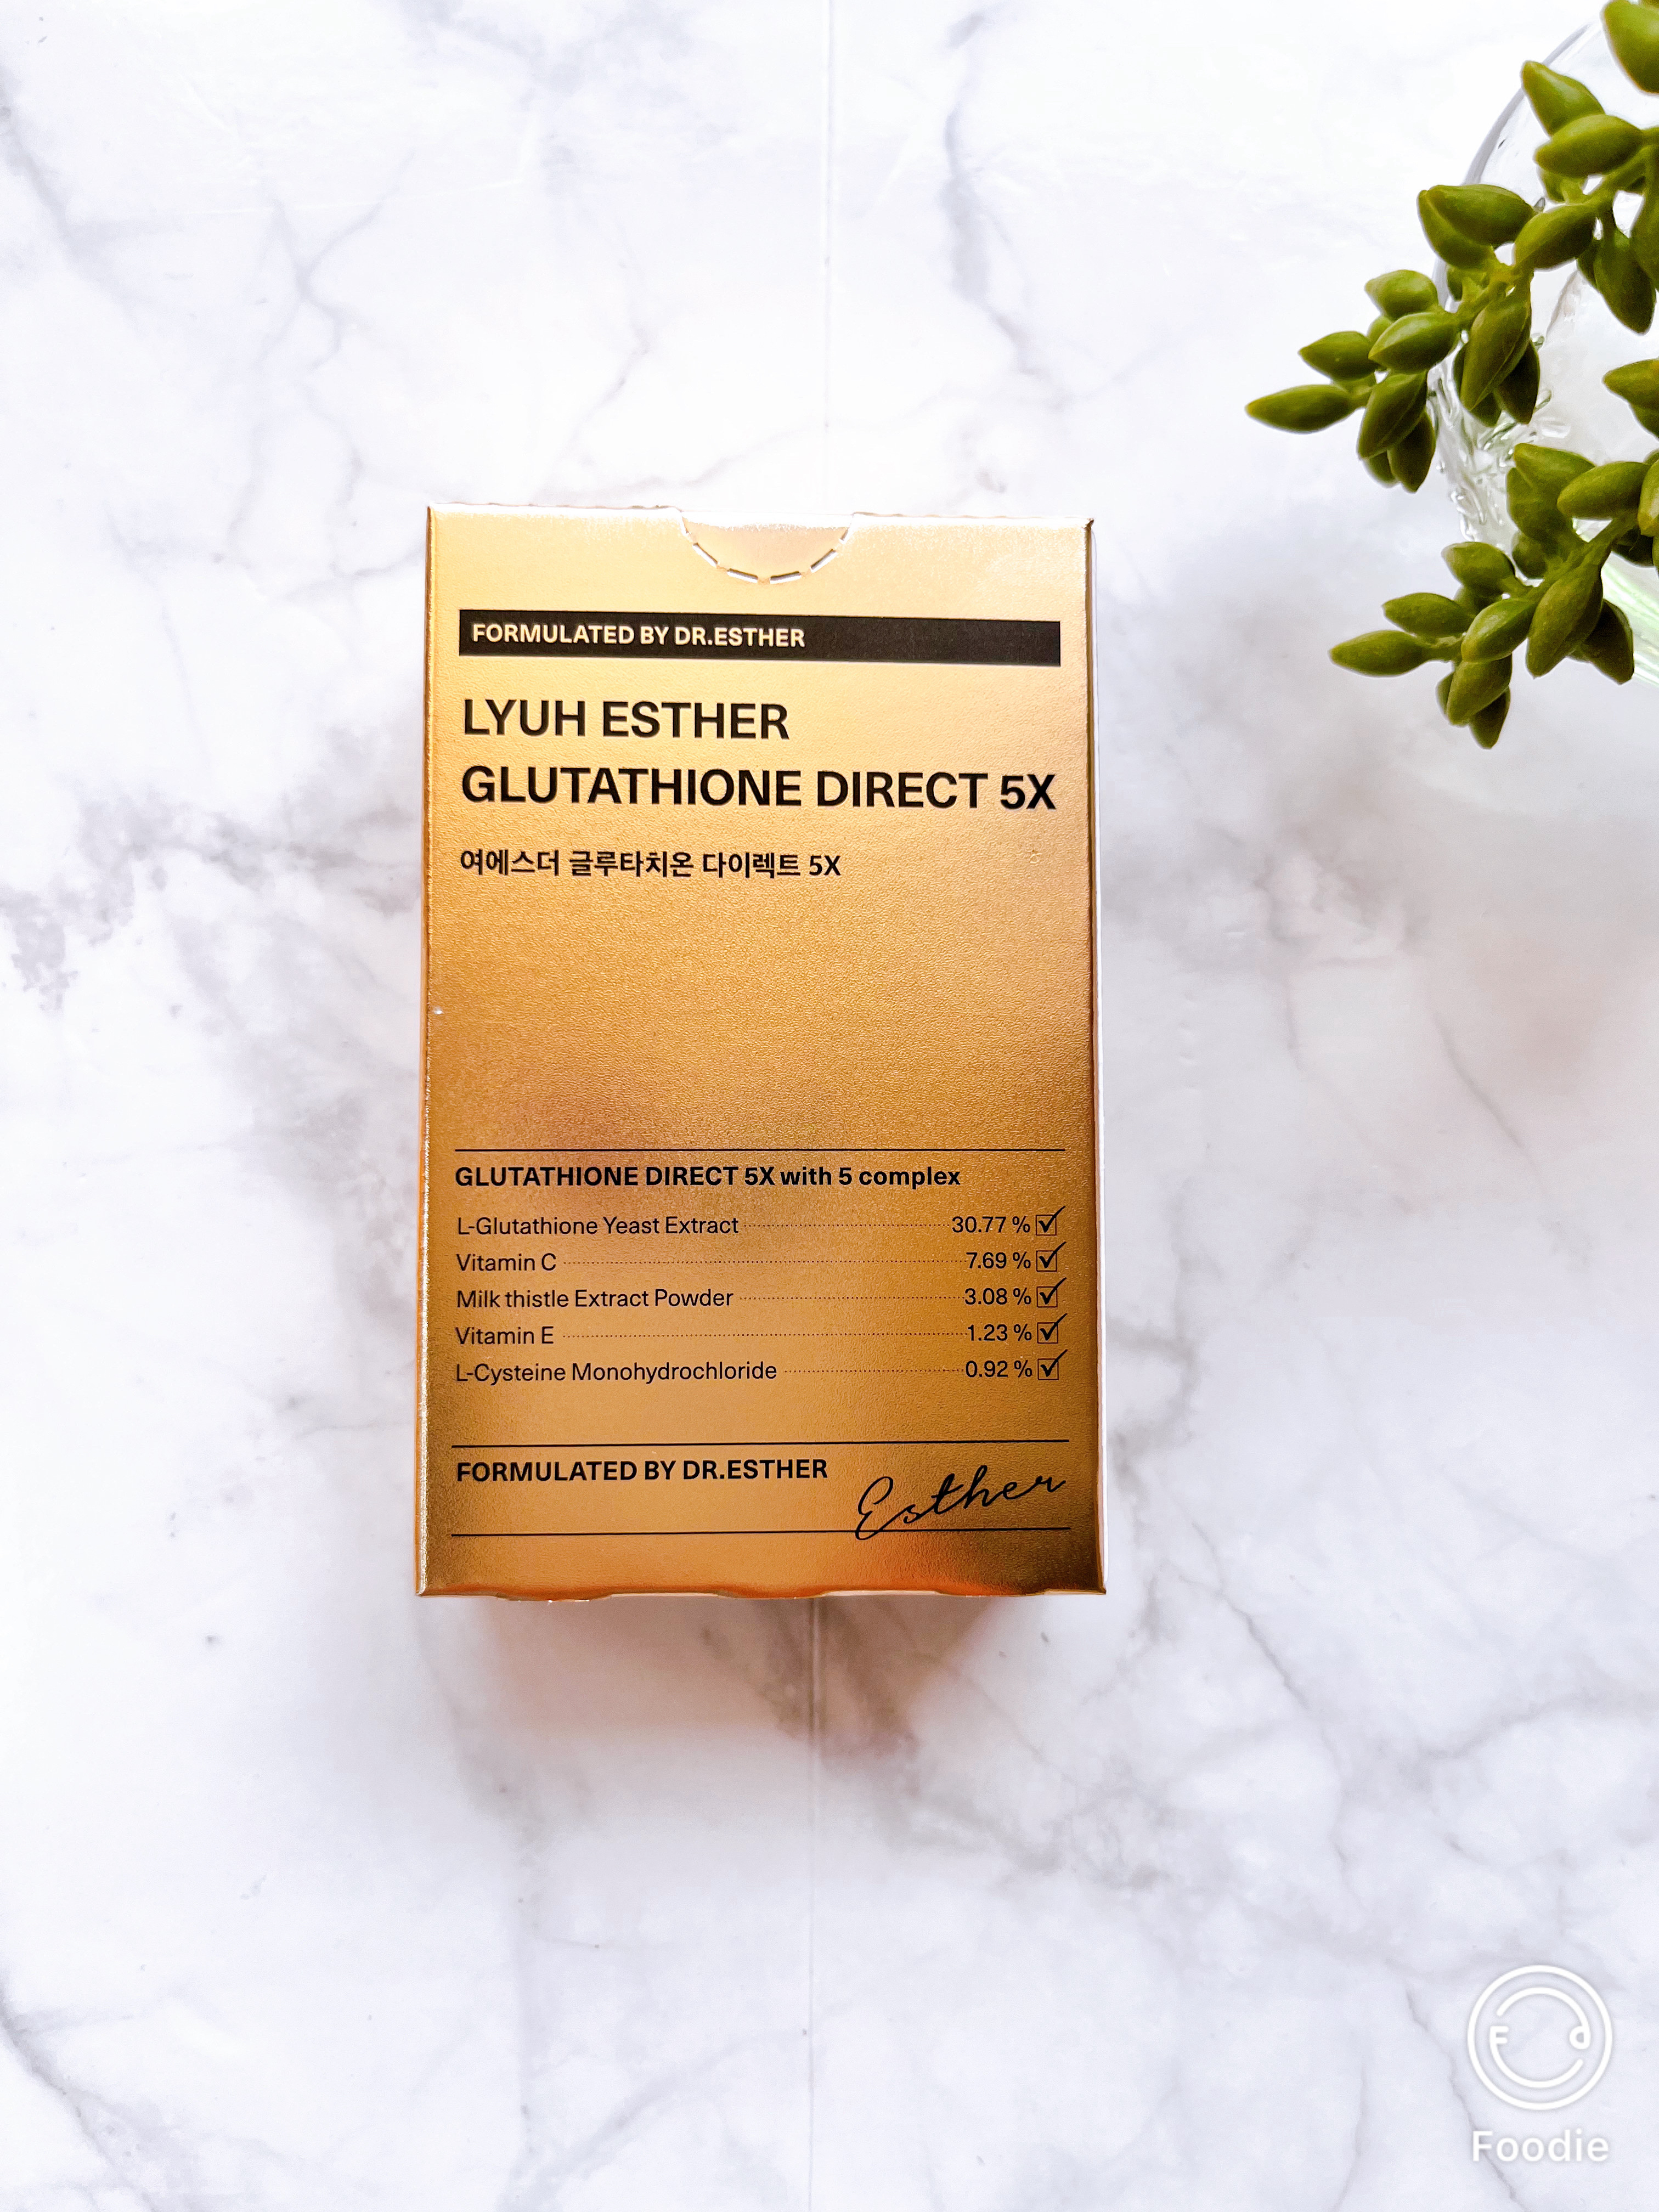 FORMULATED BY DR.ESTHER
LYUH ESTHER
GLUTATHIONE DIRECT 5X
여에스더 글루타치온 다이렉트 5X
GLUTATHIONE DIRECT 5X with 5 complex
L-Glutathione Yeast Extract 30.77 %
Vitamin C 7.69 %
Milk thistle Extract Powder 3.08 %
Vitamin E 1.23 %
L-Cysteine Monohydrochloride 0.92 %
FORMULATED BY DR.ESTHER
Esther
F d
Foodie